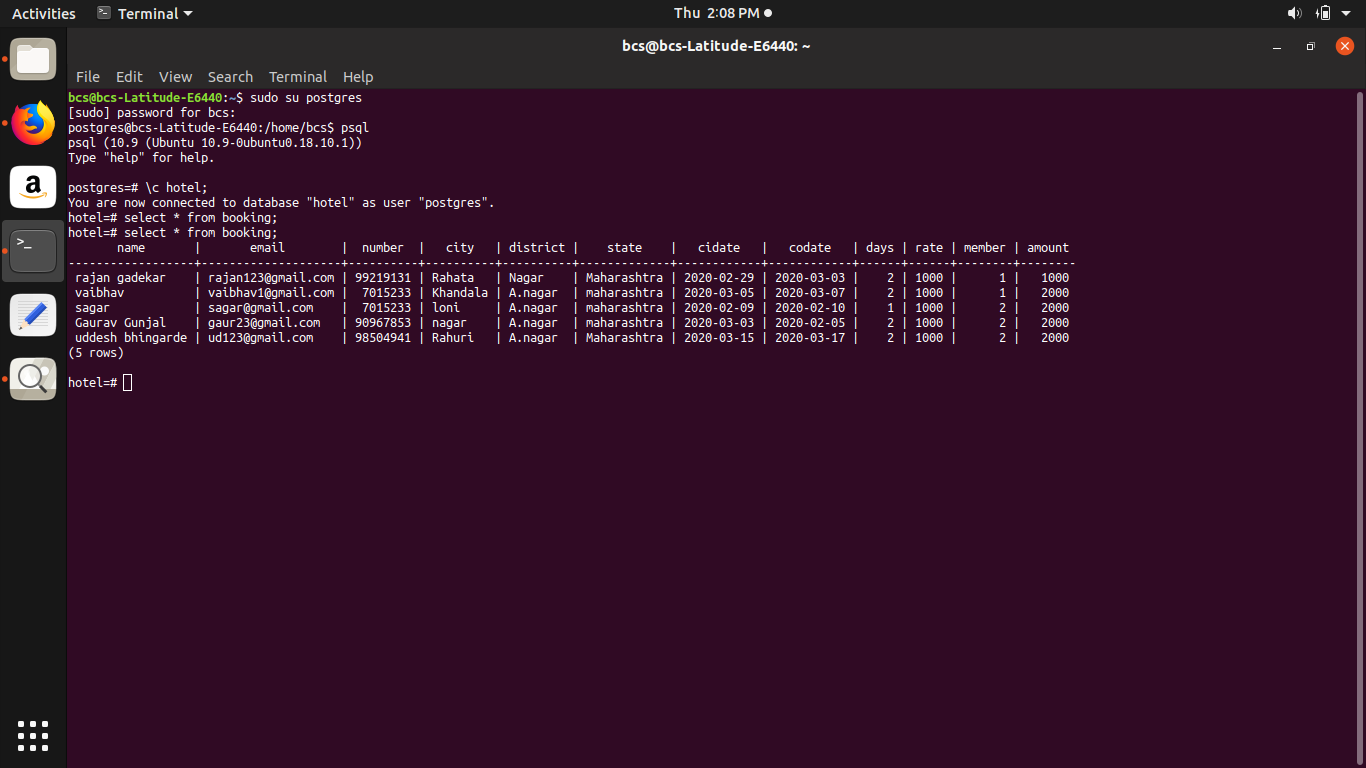 Activities Terminal Thu 2:08 PM
bcs@bcs-Latitude-E6440: ~
File Edit View Search Terminal Help
bcs@bcs-Latitude-E6440:~$ sudo su postgres
[sudo] password for bcs:
postgres@bcs-Latitude-E6440:/home/bcs$ psql
psql (10.9 (Ubuntu 10.9-0ubuntu0.18.10.1))
Type "help" for help.
postgres=# \c hotel;
You are now connected to database "hotel" as user "postgres".
hotel=# select * from booking;
hotel=# select * from booking;
       name       |       email        |  number  |   city   | district |    state    |   cidate   |   codate   | days | rate | member | amount
------------------+--------------------+----------+----------+----------+-------------+------------+------------+------+------+--------+--------
 rajan gadekar    | rajan123@gmail.com | 99219131 | Rahata   | Nagar    | Maharashtra | 2020-02-29 | 2020-03-03 |    2 | 1000 |      1 |   1000
 vaibhav          | vaibhav1@gmail.com |  7015233 | Khandala | A.nagar  | maharashtra | 2020-03-05 | 2020-03-07 |    2 | 1000 |      1 |   2000
 sagar            | sagar@gmail.com    |  7015233 | loni     | A.nagar  | maharashtra | 2020-02-09 | 2020-02-10 |    1 | 1000 |      2 |   2000
 Gaurav Gunjal    | gaur23@gmail.com   | 90967853 | nagar    | A.nagar  | maharashtra | 2020-03-03 | 2020-02-05 |    2 | 1000 |      2 |   2000
 uddesh bhingarde | ud123@gmail.com    | 98504941 | Rahuri   | A.nagar  | Maharashtra | 2020-03-15 | 2020-03-17 |    2 | 1000 |      2 |   2000
(5 rows)
hotel=#